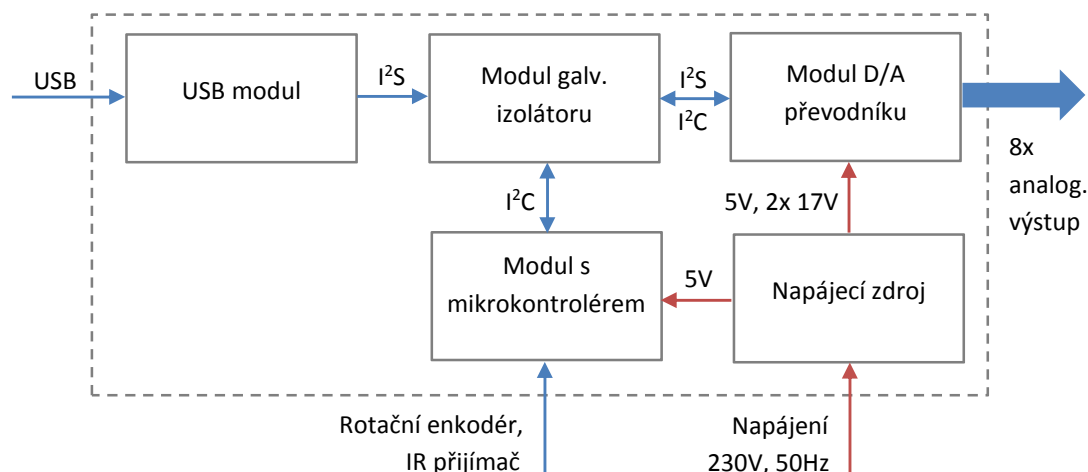 USB
USB modul
I²S
Modul galv.
izolátoru
I²S
I²C
Modul D/A
převodníku
8x
analog.
výstup
I²C
5V, 2x 17V
Modul s
mikrokontrolérem
5V
Napájecí zdroj
Rotační enkodér,
IR přijímač
Napájení
230V, 50Hz